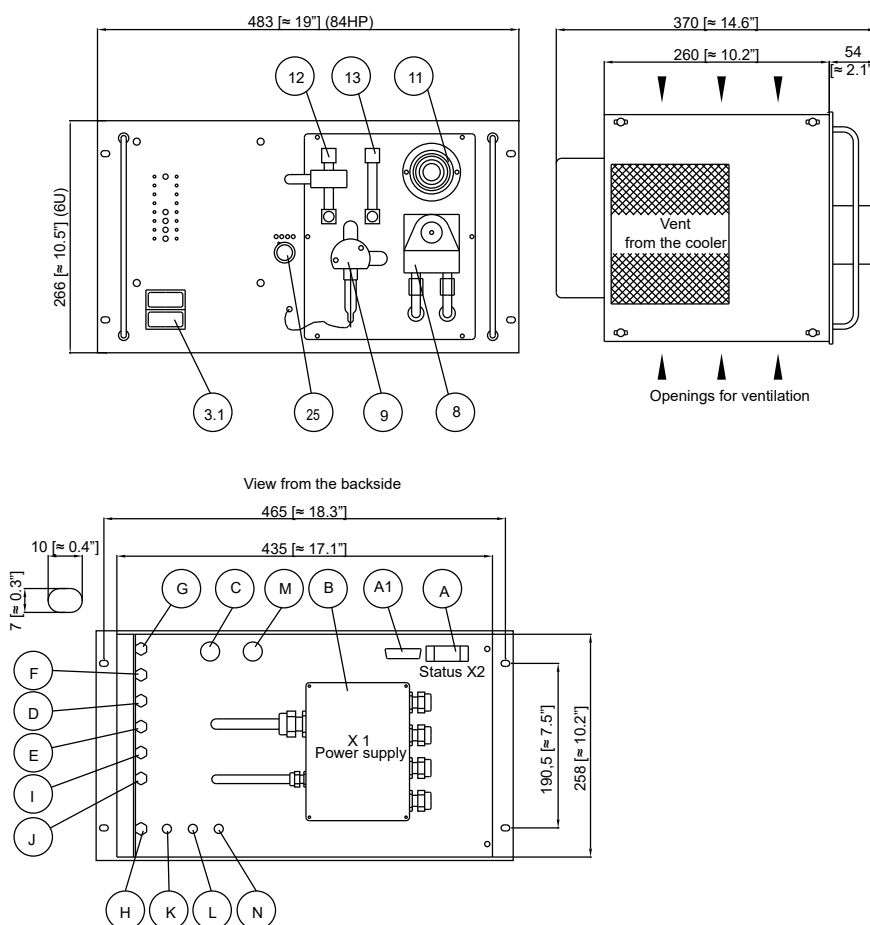 483 [≈ 19”] (84HP)
370 [≈ 14.6”]
260 [≈ 10.2”]
54
[≈ 2.1”
12
13
11
266 [≈ 10.5”] (6U)
Vent
from the cooler
3.1
25
9
8
Openings for ventilation
View from the backside
465 [≈ 18.3”]
10 [≈ 0.4”]
435 [≈ 17.1”]
7 [≈ 0.3”]
G
C
M
B
A1
A
F
D
E
I
J
Status X2
X 1
Power supply
190,5 [≈ 7.5”]
258 [≈ 10.2”]
H
K
L
N